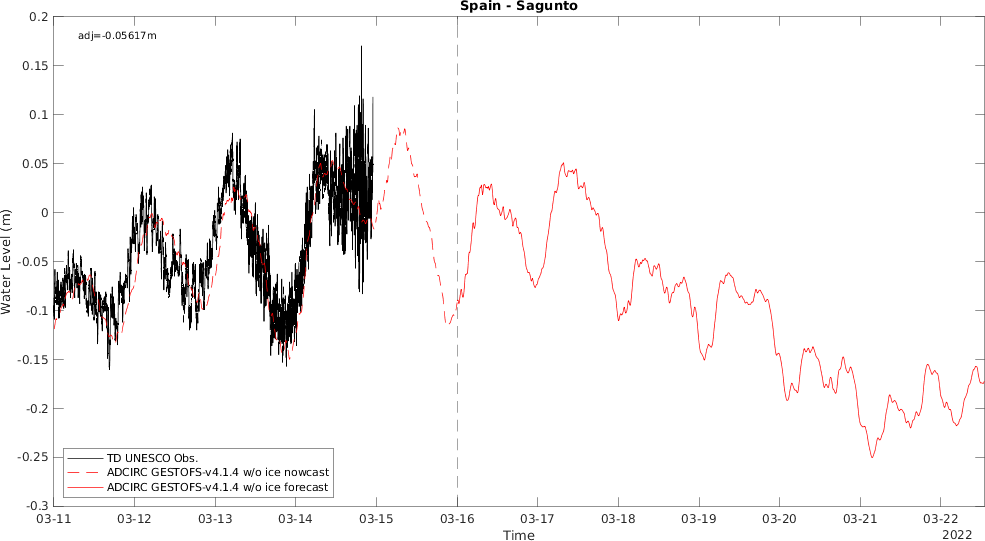 Spain - Sagunto
adj=-0.05617m
0.2
0.15
0.1
0.05
0
-0.05
-0.1
-0.15
-0.2
-0.25
-0.3
Water Level (m)
TD UNESCO Obs.
ADCIRC GESTOFS-v4.1.4 w/o ice nowcast
ADCIRC GESTOFS-v4.1.4 w/o ice forecast
03-11 03-12 03-13 03-14 03-15 03-16 03-17 03-18 03-19 03-20 03-21 03-22
Time
2022